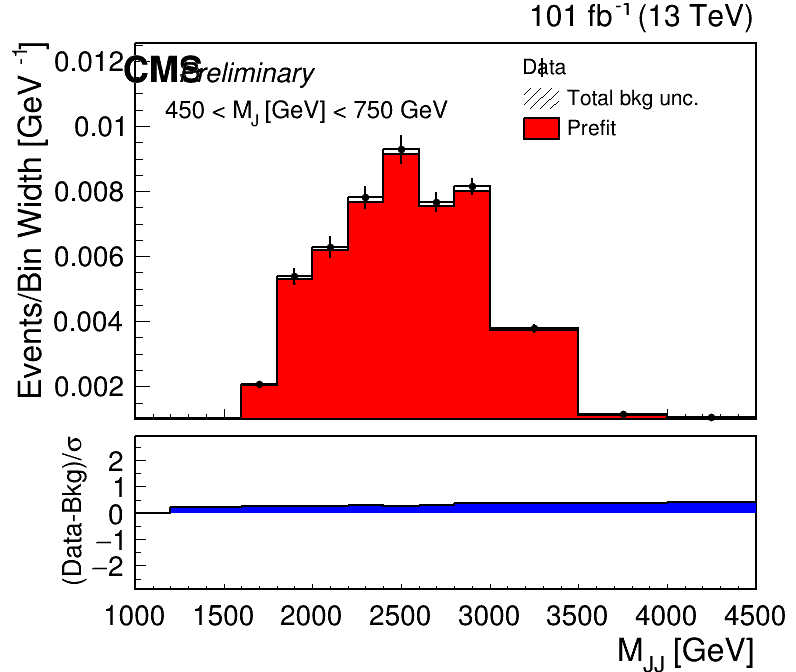 101 fb⁻¹ (13 TeV)
CMS Preliminary
450 < M_J [GeV] < 750 GeV
Data
Total bkg unc.
Prefit
Events/Bin Width [GeV⁻¹]
0.012
0.01
0.008
0.006
0.004
0.002
(Data-Bkg)/σ
2
1
0
−1
−2
1000 1500 2000 2500 3000 3500 4000 4500
M_JJ [GeV]